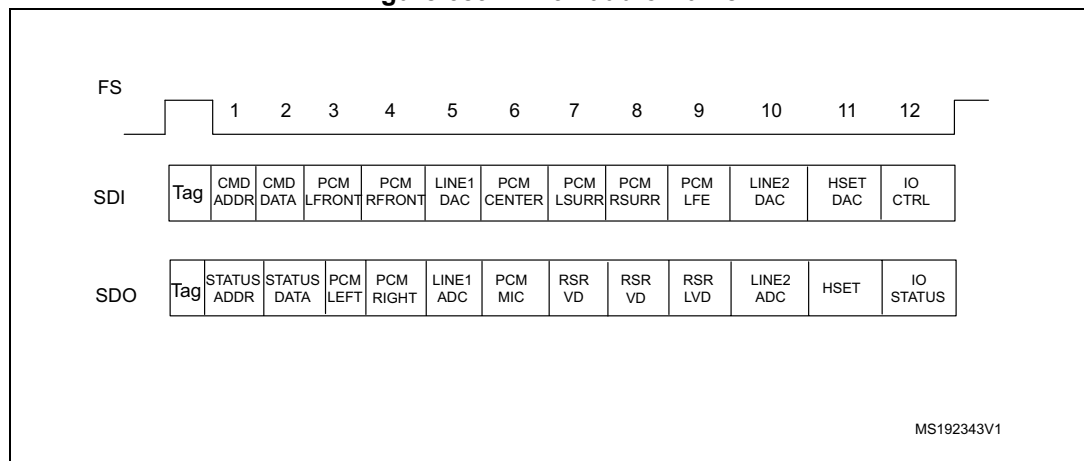 FS
1 2 3 4 5 6 7 8 9 10 11 12
SDI
Tag
CMD
ADDR
CMD
DATA
PCM
LFRONT
PCM
RFRONT
LINE1
DAC
PCM
CENTER
PCM
LSURR
PCM
RSURR
PCM
LFE
LINE2
DAC
HSET
DAC
IO
CTRL
SDO
Tag
STATUS
ADDR
STATUS
DATA
PCM
LEFT
PCM
RIGHT
LINE1
ADC
PCM
MIC
RSR
VD
RSR
VD
RSR
LVD
LINE2
ADC
HSET
IO
STATUS
MS192343V1